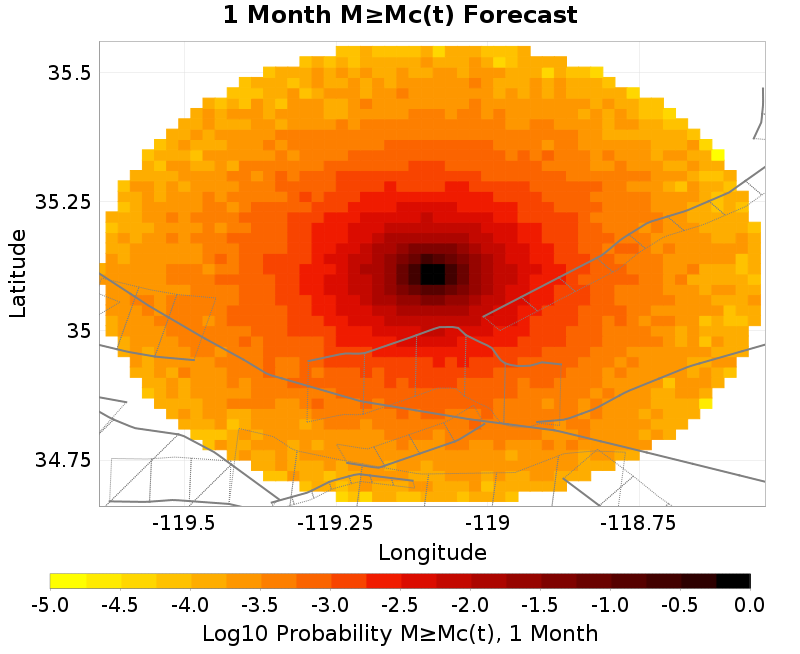 1 Month M≥Mc(t) Forecast
35.5
35.25
35
34.75
Latitude
-119.5 -119.25 -119 -118.75
Longitude
-5.0 -4.5 -4.0 -3.5 -3.0 -2.5 -2.0 -1.5 -1.0 -0.5 0.0
Log10 Probability M≥Mc(t), 1 Month